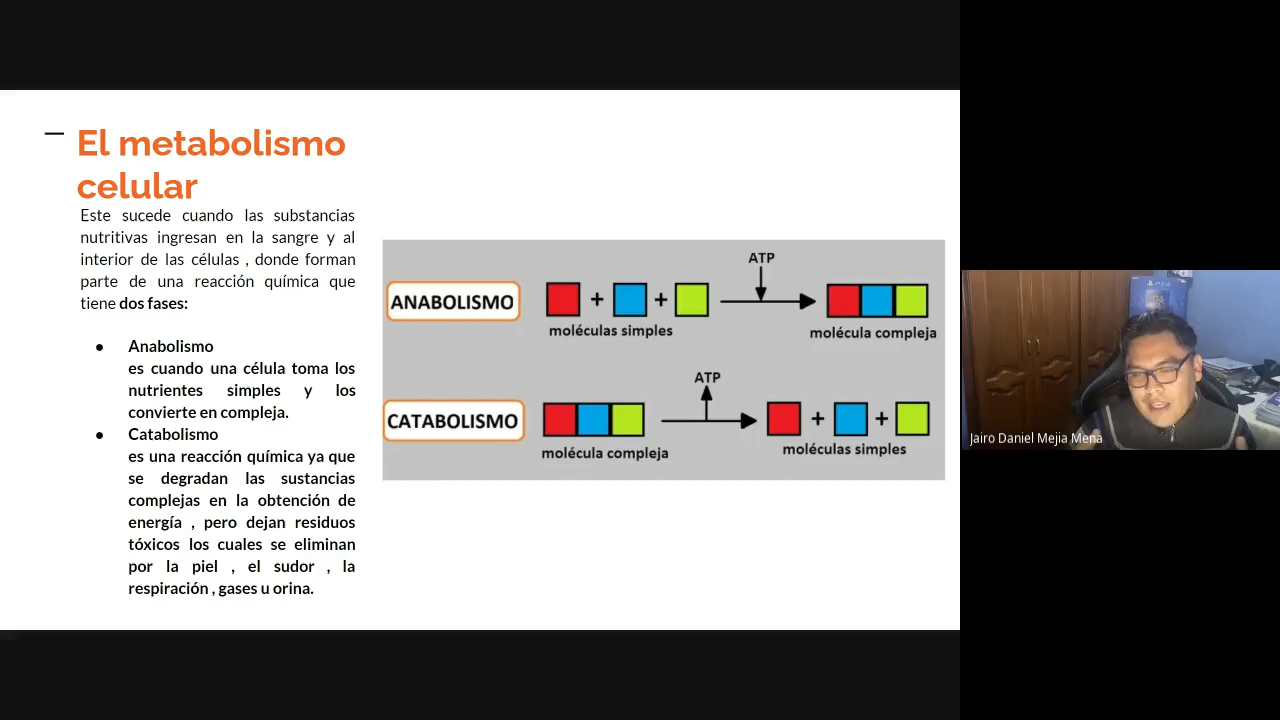 El metabolismo
celular
Este sucede cuando las substancias
nutritivas ingresan en la sangre y al
interior de las células , donde forman
parte de una reacción química que
tiene dos fases:
● Anabolismo
es cuando una célula toma los
nutrientes simples y los
convierte en compleja.
● Catabolismo
es una reacción química ya que
se degradan las sustancias
complejas en la obtención de
energía , pero dejan residuos
tóxicos los cuales se eliminan
por la piel , el sudor , la
respiración , gases u orina.
ATP
ANABOLISMO
+ +
moléculas simples
molécula compleja
ATP
CATABOLISMO
+ +
molécula compleja
moléculas simples
PS4
Jairo Daniel Mejia Mena